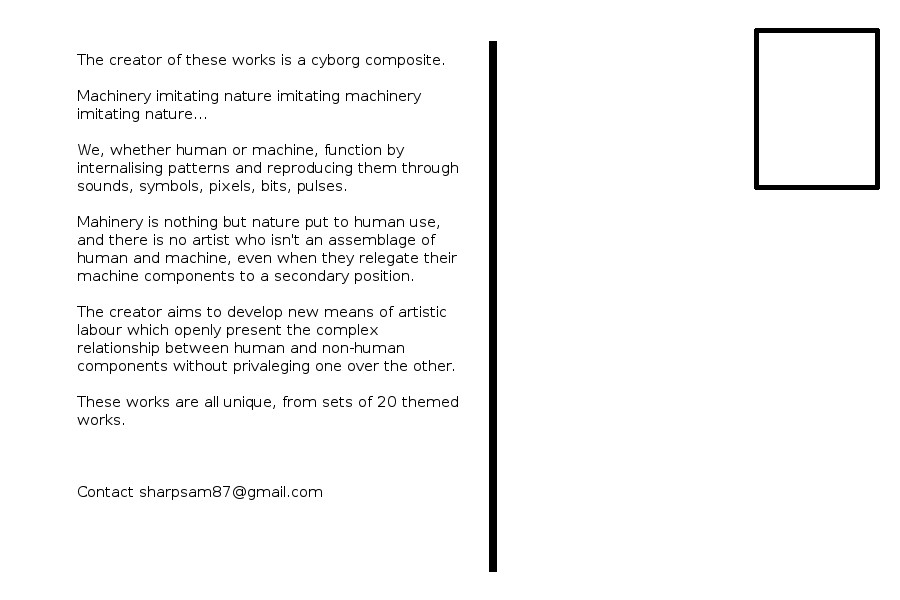 The creator of these works is a cyborg composite.
Machinery imitating nature imitating machinery
imitating nature...
We, whether human or machine, function by
internalising patterns and reproducing them through
sounds, symbols, pixels, bits, pulses.
Mahinery is nothing but nature put to human use,
and there is no artist who isn't an assemblage of
human and machine, even when they relegate their
machine components to a secondary position.
The creator aims to develop new means of artistic
labour which openly present the complex
relationship between human and non-human
components without privaleging one over the other.
These works are all unique, from sets of 20 themed
works.
Contact sharpsam87@gmail.com